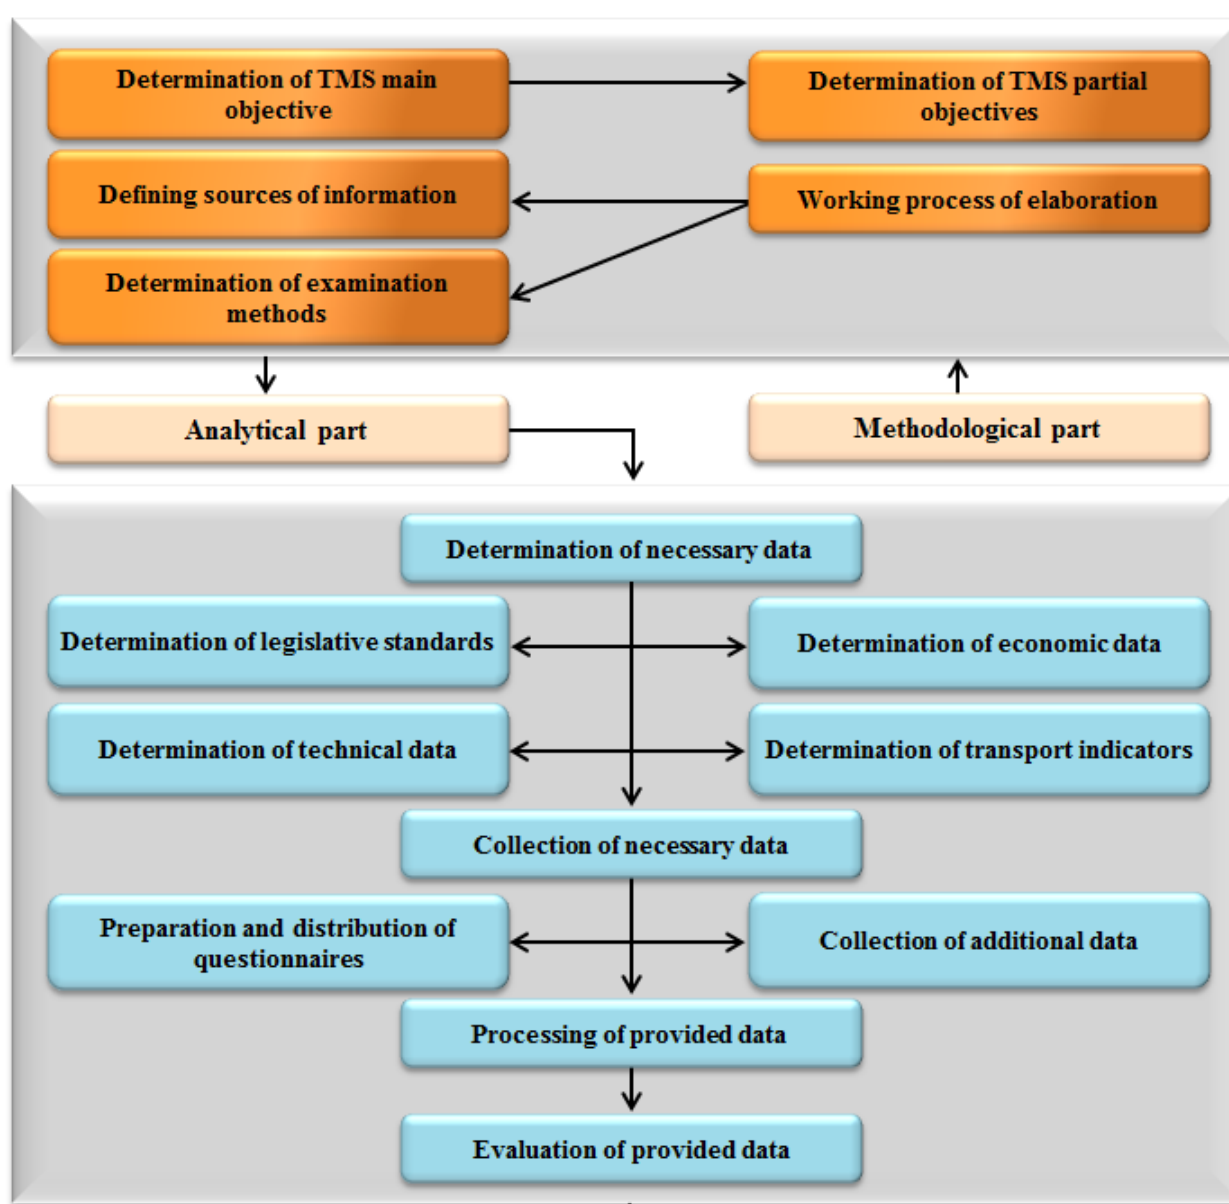 Determination of TMS main
objective
Determination of TMS partial
objectives
Defining sources of information
Working process of elaboration
Determination of examination
methods
Analytical part
Methodological part
Determination of necessary data
Determination of legislative standards
Determination of economic data
Determination of technical data
Determination of transport indicators
Collection of necessary data
Preparation and distribution of
questionnaires
Collection of additional data
Processing of provided data
Evaluation of provided data